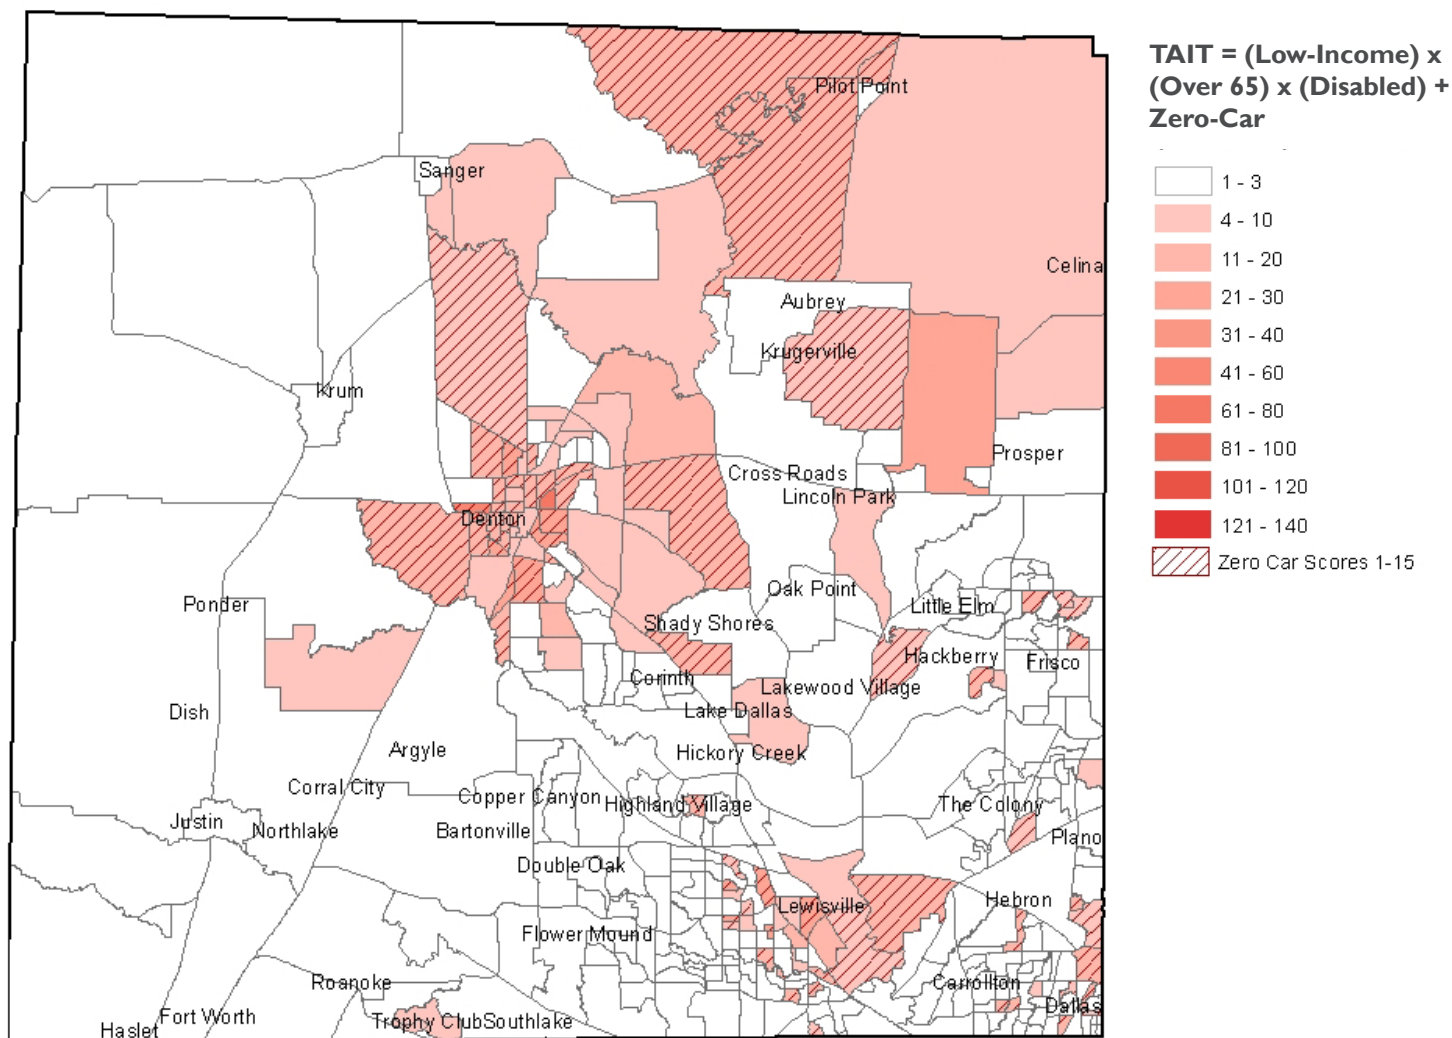 TAIT = (Low-Income) x
(Over 65) x (Disabled) +
Zero-Car
1 - 3
4 - 10
11 - 20
21 - 30
31 - 40
41 - 60
61 - 80
81 - 100
101 - 120
121 - 140
Zero Car Scores 1-15
Pilot Point
Sanger
Celina
Aubrey
Krugerville
Krum
Prosper
Cross Roads
Lincoln Park
Denton
Oak Point
Ponder
Little Elm
Shady Shores
Hackberry
Frisco
Corinth
Lakewood Village
Dish
Lake Dallas
Argyle
Hickory Creek
Corral City
Copper Canyon
Highland Village
The Colony
Justin
Northlake
Bartonville
Plano
Double Oak
Hebron
Lewisville
Flower Mound
Roanoke
Carrollton
Dallas
Fort Worth
Trophy Club
Southlake
Haslet